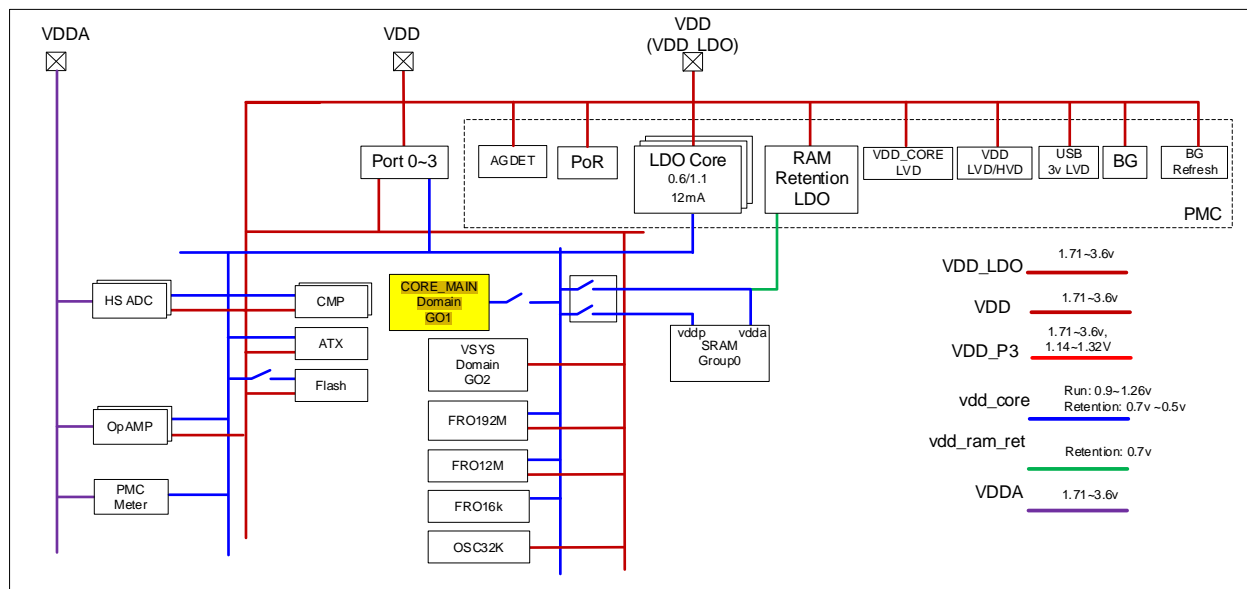 VDDA
VDD
VDD
(VDD_LDO)
Port 0~3
AGDET
PoR
LDO Core
0.6/1.1
12mA
RAM
Retention
LDO
VDD_CORE
LVD
VDD
LVD/HVD
USB
3v LVD
BG
BG
Refresh
PMC
HS ADC
CMP
ATX
Flash
OpAMP
PMC
Meter
CORE_MAIN
Domain
GO1
VSYS
Domain
GO2
FRO192M
FRO12M
FRO16k
OSC32K
vddp
vdda
SRAM
Group0
VDD_LDO
1.71~3.6v
VDD
1.71~3.6v
VDD_P3
1.71~3.6v,
1.14~1.32V
vdd_core
Run: 0.9~1.26v
Retention: 0.7v ~0.5v
vdd_ram_ret
Retention: 0.7v
VDDA
1.71~3.6v